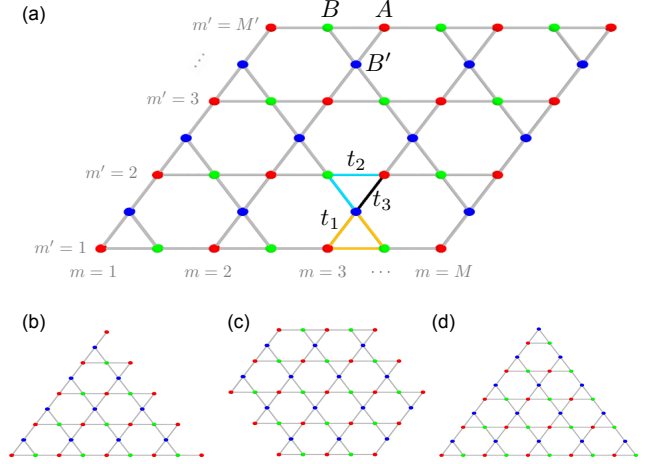 (a)
B A
m′ = M′
B′
⋰
m′ = 3
t₂
m′ = 2
t₃
t₁
m′ = 1
m = 1 m = 2 m = 3 ⋯ m = M
(b) (c) (d)